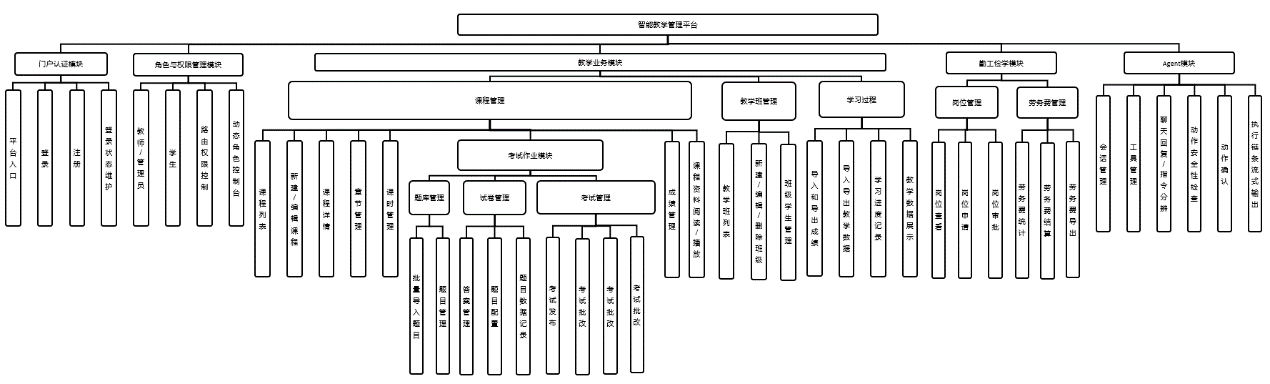 智能教学管理平台
门户认证模块
角色与权限管理模块
教学业务模块
勤工俭学模块
Agent模块
平台入口
登录
注册
登录状态维护
教师/管理员
学生
路由权限控制
动态角色控制台
课程管理
教学班管理
学习过程
岗位管理
劳务费管理
会话管理
工具管理
聊天回复/指令分辨
动作安全性检查
动作确认
执行链条流式输出
课程列表
新建/编辑课程
课程详情
章节管理
课时管理
考试作业模块
成绩管理
课程资料阅读/播放
教学班列表
新建/编辑/删除班级
班级学生管理
导入和导出成绩
导入导出教学数据
学习进度记录
教学数据展示
岗位查看
岗位申请
岗位审批
劳务费统计
劳务费结算
劳务费导出
题库管理
试卷管理
考试管理
批量导入题目
题目管理
答案管理
题目配置
题目数据记录
考试发布
考试批改
考试批改
考试批改